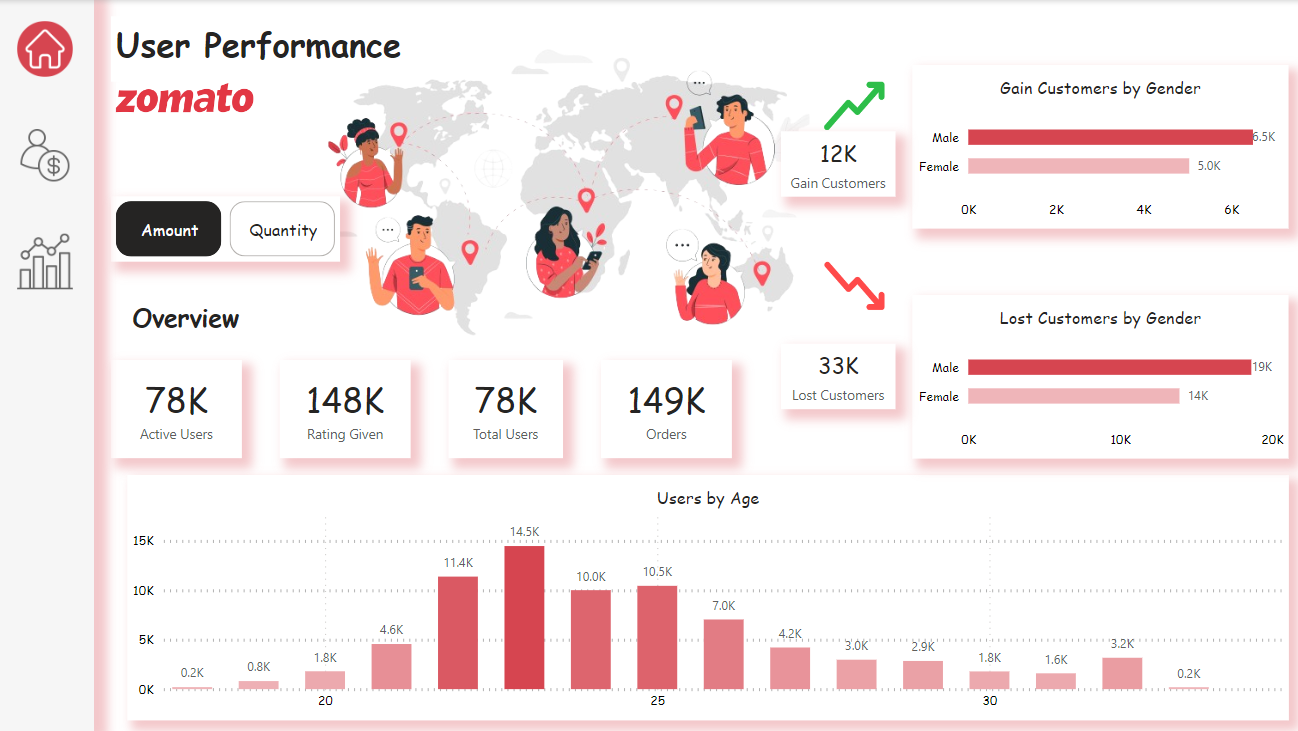 User Performance
zomato
Amount
Quantity
12K
Gain Customers
Gain Customers by Gender
Male
6.5K
Female
5.0K
0K
2K
4K
6K
Overview
78K
Active Users
148K
Rating Given
78K
Total Users
149K
Orders
33K
Lost Customers
Lost Customers by Gender
Male
19K
Female
14K
0K
10K
20K
Users by Age
15K
10K
5K
0K
0.2K
0.8K
1.8K
4.6K
11.4K
14.5K
10.0K
10.5K
7.0K
4.2K
3.0K
2.9K
1.8K
1.6K
3.2K
0.2K
20
25
30